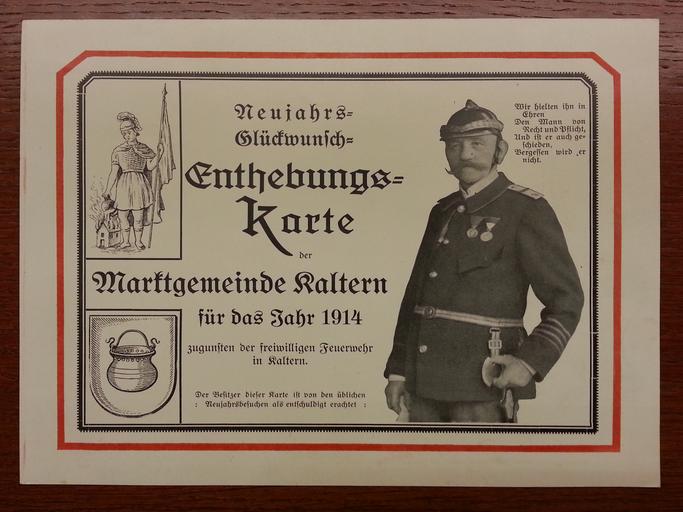 Neujahrs=
Glückwunsch=
Enthebungs=
Karte
der
Marktgemeinde Kaltern
für das Jahr 1914
zugunsten der freiwilligen Feuerwehr
in Kaltern.
Der Besitzer dieser Karte ist von den üblichen
: Neujahrsbesuchen als entschuldigt erachtet :
Wir hielten ihn in
Ehren
Den Mann von
Recht und Pflicht,
Und ist er auch ge=
schieden,
Vergessen wird er
nicht.